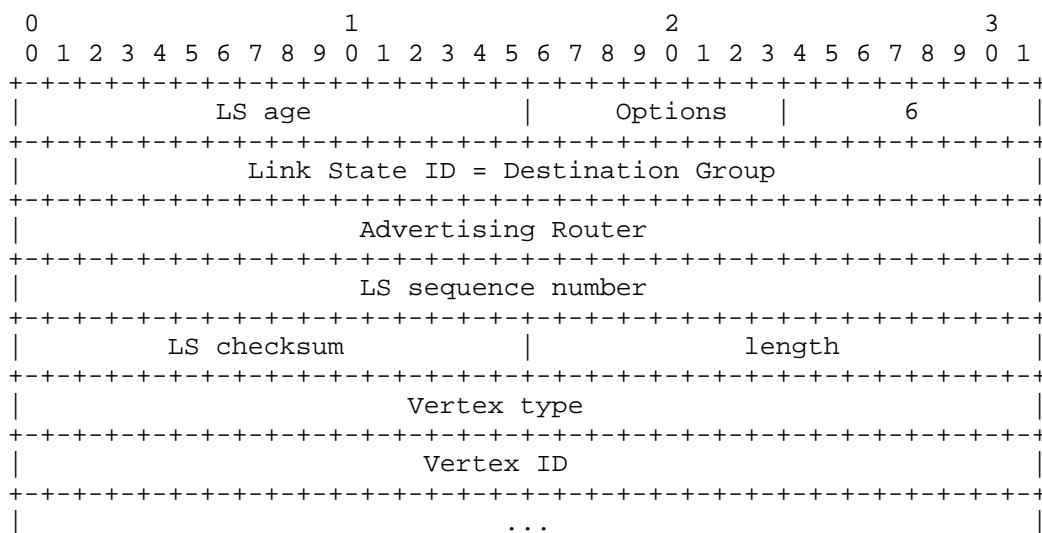 0                   1                   2                   3
 0 1 2 3 4 5 6 7 8 9 0 1 2 3 4 5 6 7 8 9 0 1 2 3 4 5 6 7 8 9 0 1
+-+-+-+-+-+-+-+-+-+-+-+-+-+-+-+-+-+-+-+-+-+-+-+-+-+-+-+-+-+-+-+-+
|            LS age             |     Options   |       6       |
+-+-+-+-+-+-+-+-+-+-+-+-+-+-+-+-+-+-+-+-+-+-+-+-+-+-+-+-+-+-+-+-+
|              Link State ID = Destination Group                |
+-+-+-+-+-+-+-+-+-+-+-+-+-+-+-+-+-+-+-+-+-+-+-+-+-+-+-+-+-+-+-+-+
|                     Advertising Router                        |
+-+-+-+-+-+-+-+-+-+-+-+-+-+-+-+-+-+-+-+-+-+-+-+-+-+-+-+-+-+-+-+-+
|                     LS sequence number                        |
+-+-+-+-+-+-+-+-+-+-+-+-+-+-+-+-+-+-+-+-+-+-+-+-+-+-+-+-+-+-+-+-+
|         LS checksum           |             length            |
+-+-+-+-+-+-+-+-+-+-+-+-+-+-+-+-+-+-+-+-+-+-+-+-+-+-+-+-+-+-+-+-+
|                        Vertex type                            |
+-+-+-+-+-+-+-+-+-+-+-+-+-+-+-+-+-+-+-+-+-+-+-+-+-+-+-+-+-+-+-+-+
|                         Vertex ID                             |
+-+-+-+-+-+-+-+-+-+-+-+-+-+-+-+-+-+-+-+-+-+-+-+-+-+-+-+-+-+-+-+-+
|                              ...                              |